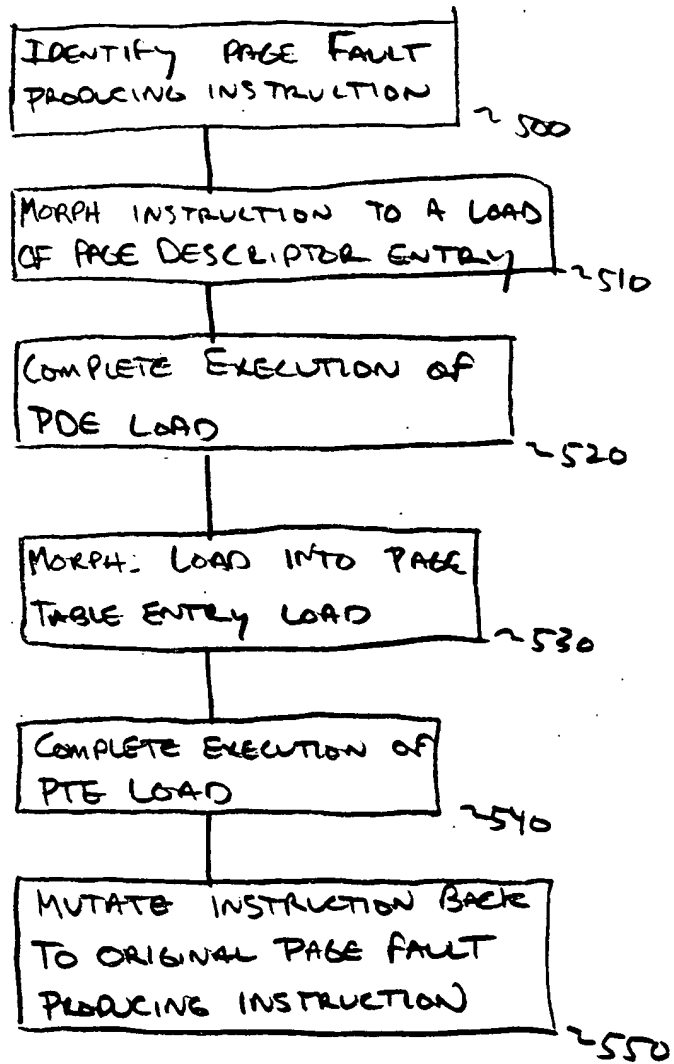 IDENTIFY PAGE FAULT
PRODUCING INSTRUCTION
~500
MORPH INSTRUCTION TO A LOAD
OF PAGE DESCRIPTOR ENTRY
~510
COMPLETE EXECUTION OF
PDE LOAD
~520
MORPH LOAD INTO PAGE
TABLE ENTRY LOAD
~530
COMPLETE EXECUTION OF
PTE LOAD
~540
MUTATE INSTRUCTION BACK
TO ORIGINAL PAGE FAULT
PRODUCING INSTRUCTION
~550